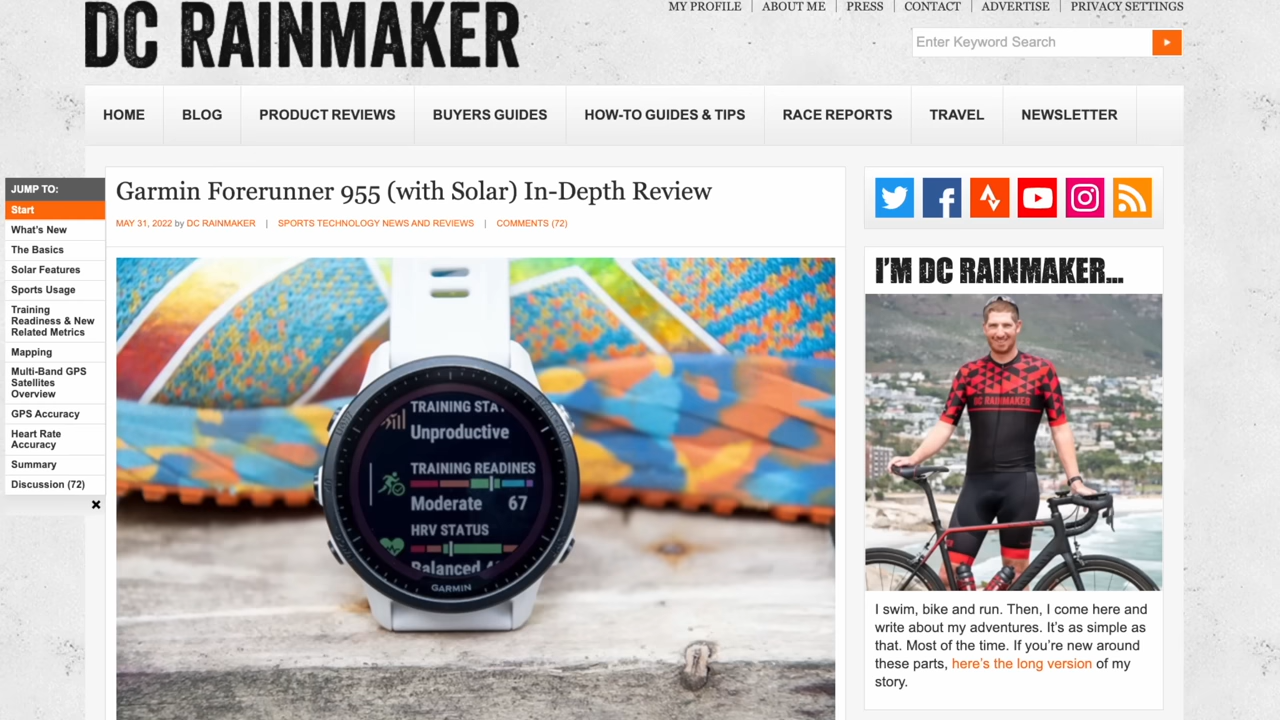 DC RAINMAKER
MY PROFILE
ABOUT ME
PRESS
CONTACT
ADVERTISE
PRIVACY SETTINGS
Enter Keyword Search
HOME
BLOG
PRODUCT REVIEWS
BUYERS GUIDES
HOW-TO GUIDES & TIPS
RACE REPORTS
TRAVEL
NEWSLETTER
JUMP TO:
Start
What's New
The Basics
Solar Features
Sports Usage
Training
Readiness & New
Related Metrics
Mapping
Multi-Band GPS
Satellites
Overview
GPS Accuracy
Heart Rate
Accuracy
Summary
Discussion (72)
Garmin Forerunner 955 (with Solar) In-Depth Review
MAY 31, 2022 by DC RAINMAKER | SPORTS TECHNOLOGY NEWS AND REVIEWS | COMMENTS (72)
TRAINING STA
Unproductive
TRAINING READINES
Moderate 67
HRV STATUS
Balanced
GARMIN
I'M DC RAINMAKER...
DC RAINMAKER
I swim, bike and run. Then, I come here and
write about my adventures. It's as simple as
that. Most of the time. If you're new around
these parts, here's the long version of my
story.